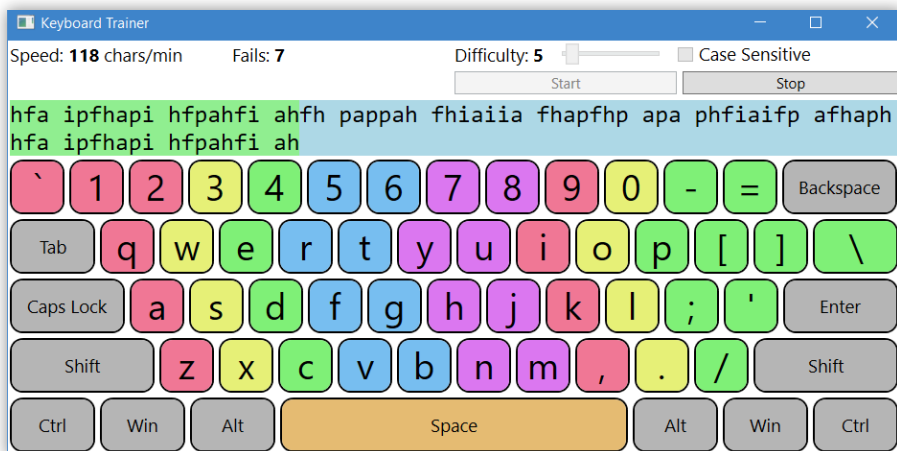 Keyboard Trainer
Speed: 118 chars/min Fails: 7 Difficulty: 5 Case Sensitive
Start Stop
hfa ipfhapi hfpahfi ahfh pappah fhiaiia fhapfhp apa phfiaifp afhaph
hfa ipfhapi hfpahfi ah
` 1 2 3 4 5 6 7 8 9 0 - = Backspace
Tab q w e r t y u i o p [ ] \
Caps Lock a s d f g h j k l ; ' Enter
Shift z x c v b n m , . / Shift
Ctrl Win Alt Space Alt Win Ctrl